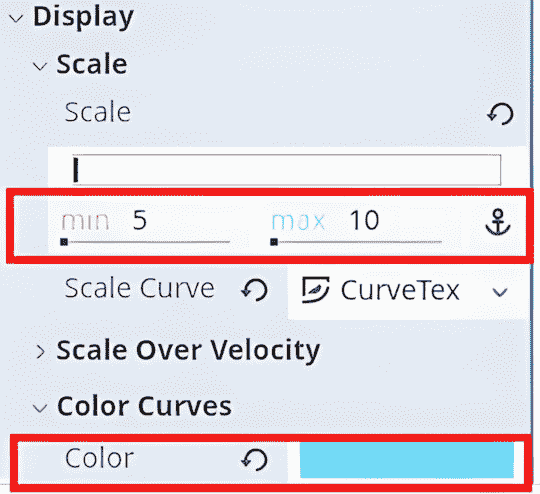 Display
Scale
Scale
min 5 max 10
Scale Curve CurveTex
Scale Over Velocity
Color Curves
Color